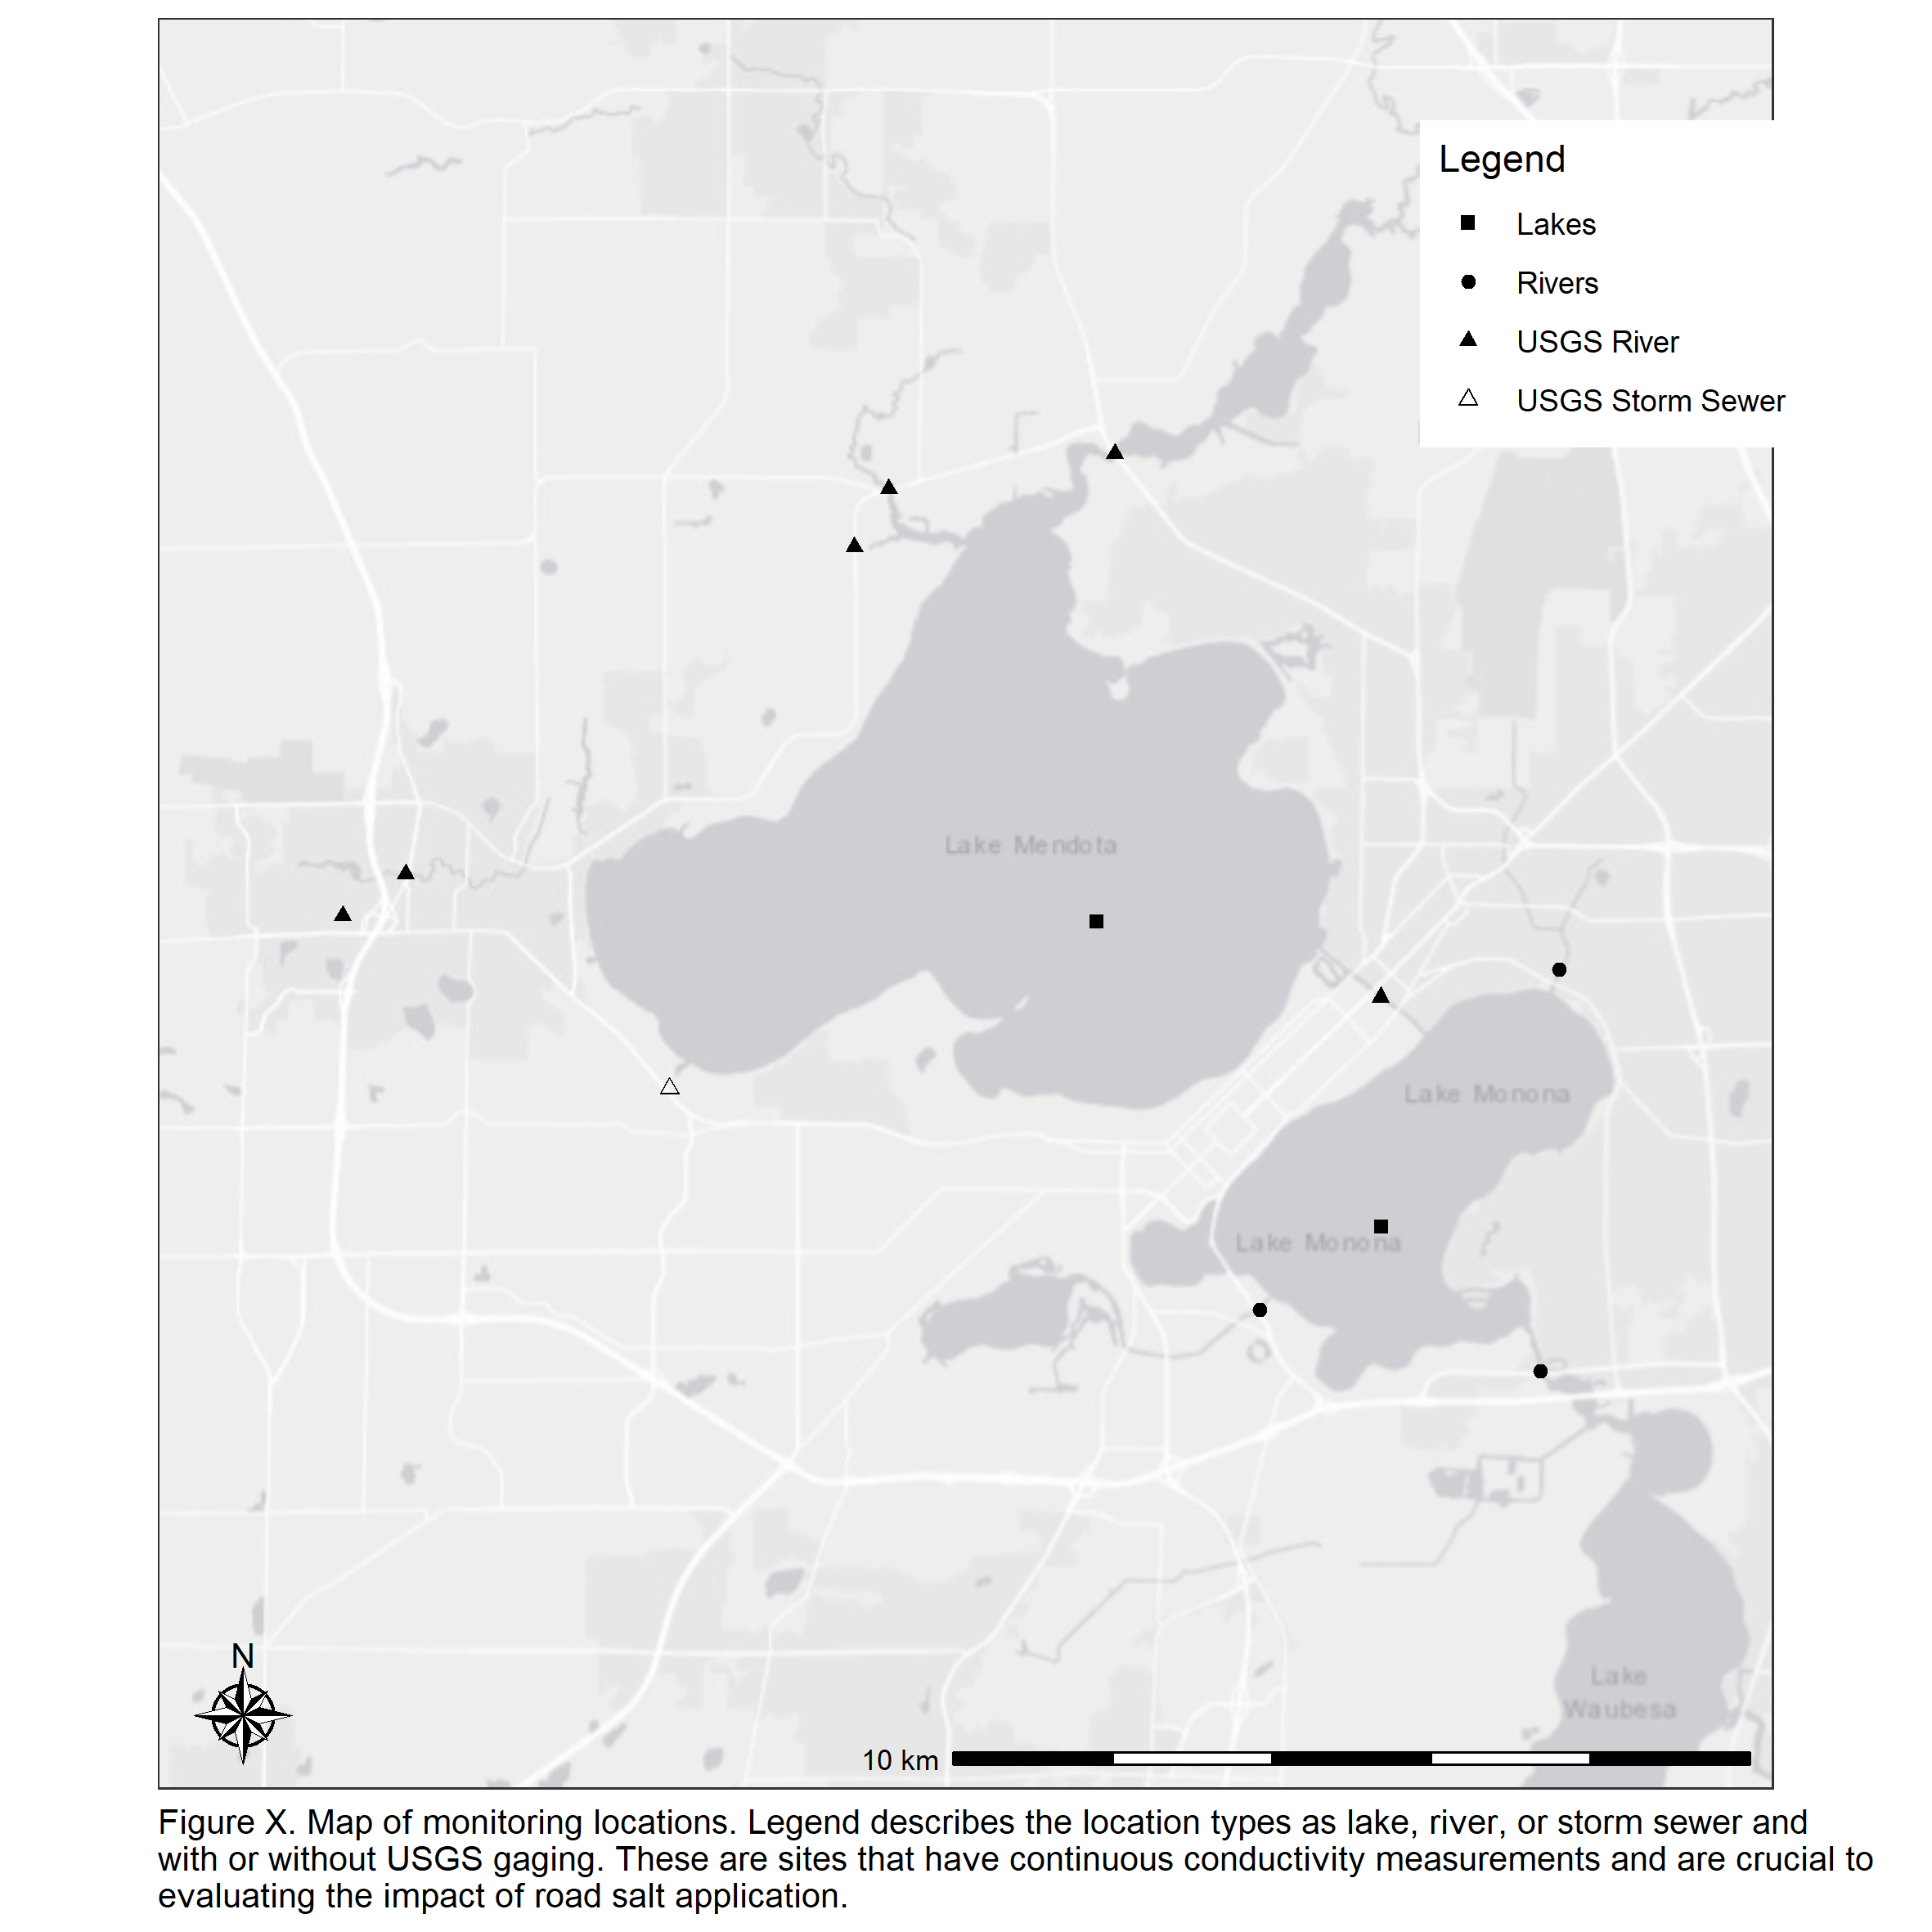 Legend
Lakes
Rivers
USGS River
USGS Storm Sewer
Lake Mendota
Lake Monona
Lake Monona
Lake
Waubesa
N
10 km
Figure X. Map of monitoring locations. Legend describes the location types as lake, river, or storm sewer and
with or without USGS gaging. These are sites that have continuous conductivity measurements and are crucial to
evaluating the impact of road salt application.